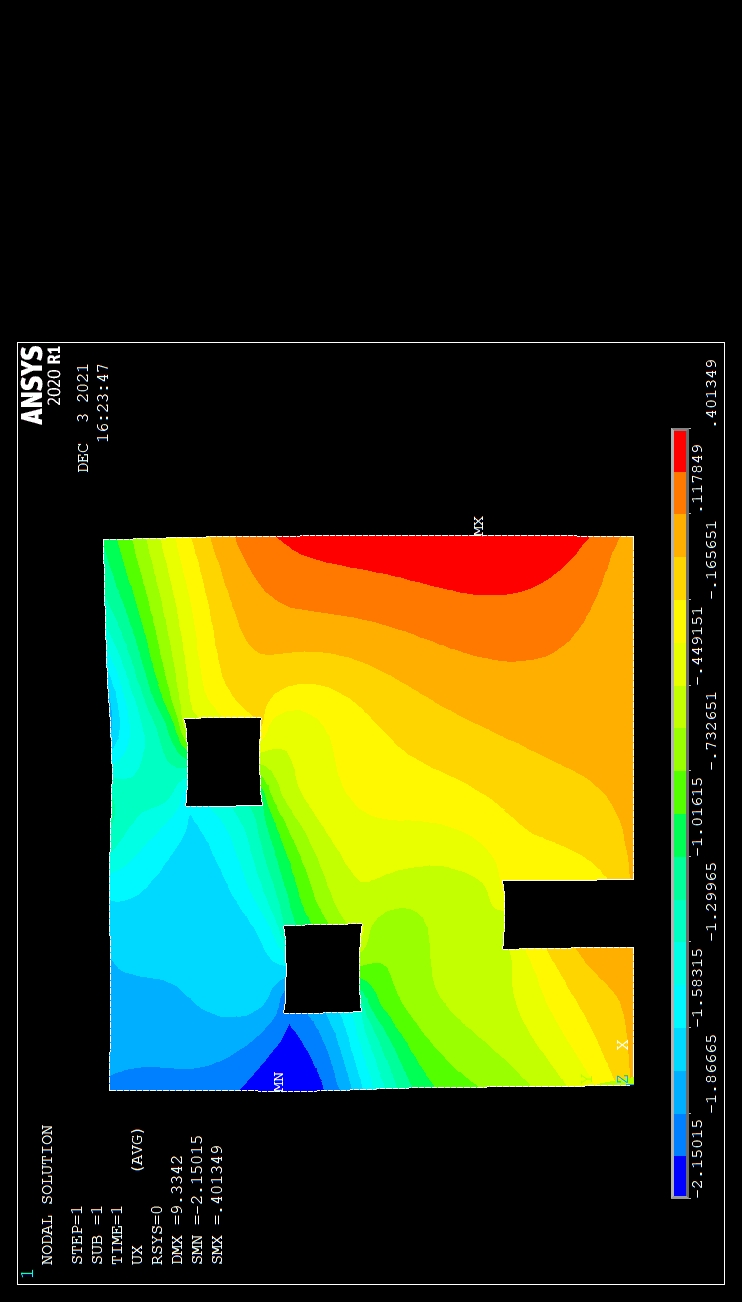 1
NODAL SOLUTION
STEP=1
SUB =1
TIME=1
UX (AVG)
RSYS=0
DMX =9.3342
SMN =-2.15015
SMX =.401349
ANSYS
2020 R1
DEC 3 2021
16:23:47
MN
MX
Y
Z X
-2.15015
-1.86665
-1.58315
-1.29965
-1.01615
-.732651
-.449151
-.165651
.117849
.401349